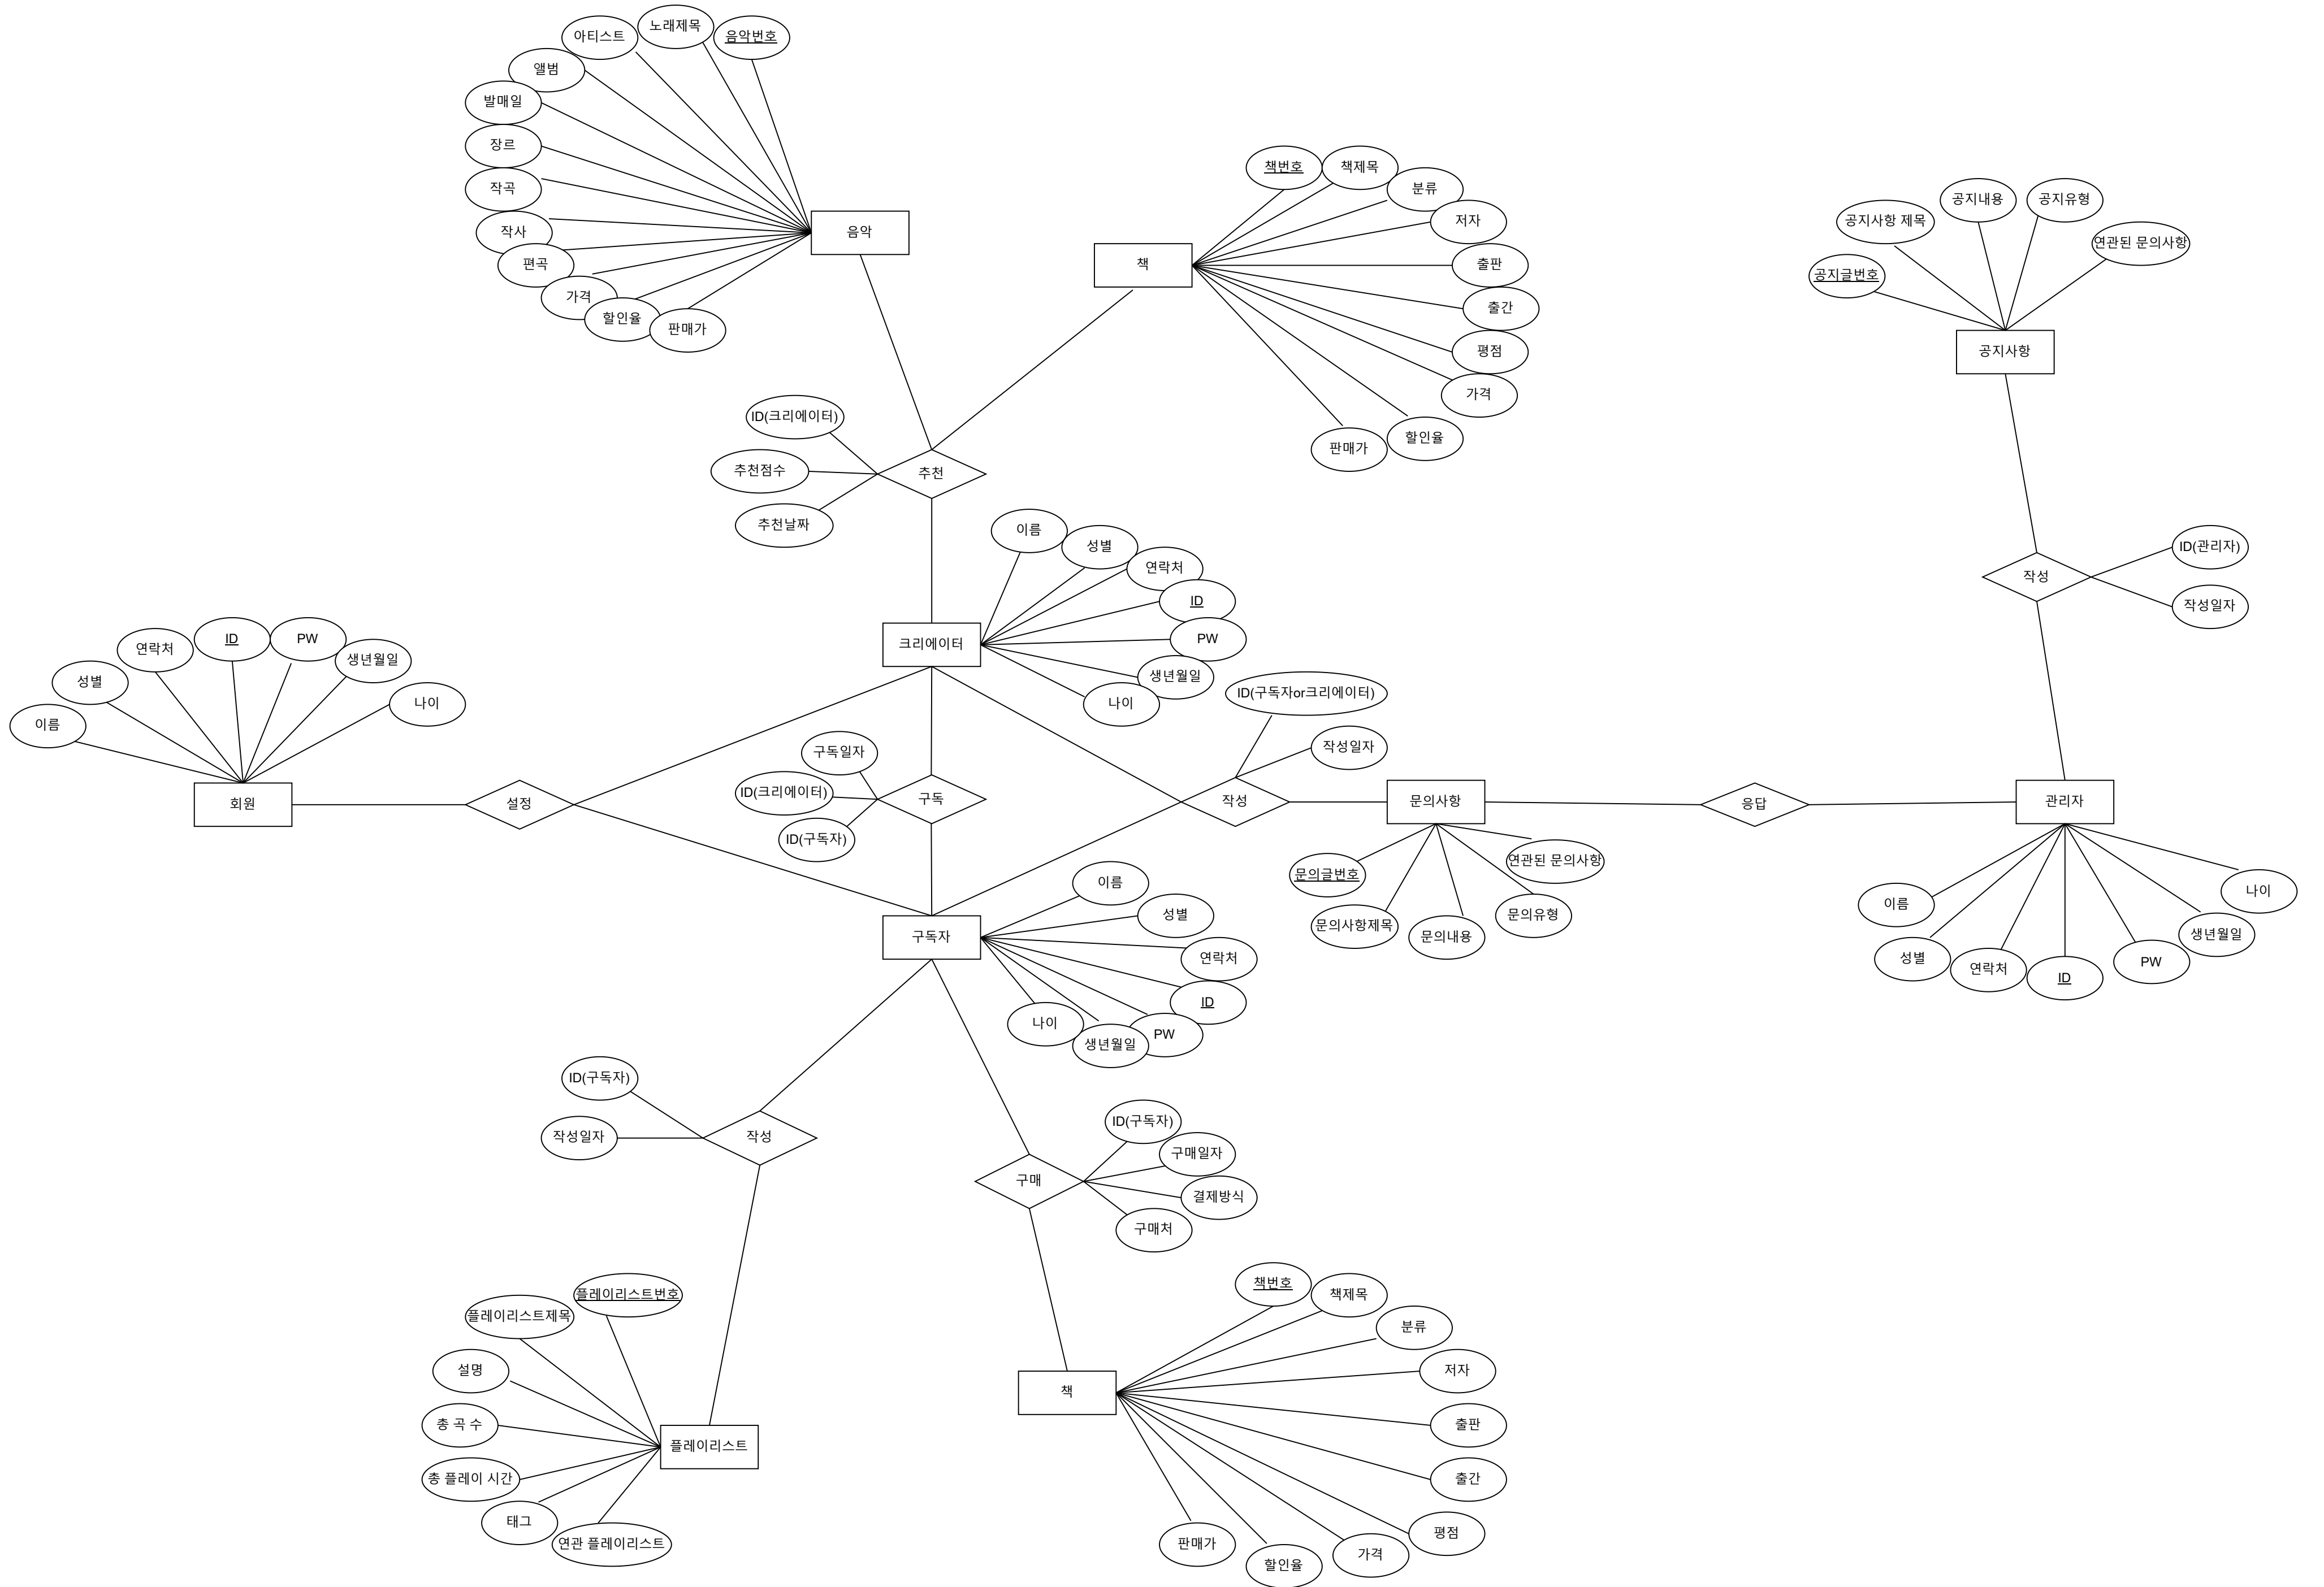 노래제목
음악번호
아티스트
앨범
발매일
장르
작곡
작사
편곡
가격
할인율
판매가
음악
책번호
책제목
분류
저자
출판
출간
평점
가격
할인율
판매가
책
공지내용
공지유형
공지사항 제목
연관된 문의사항
공지글번호
공지사항
ID(크리에이터)
추천점수
추천날짜
추천
이름
성별
연락처
ID
PW
생년월일
나이
크리에이터
ID(관리자)
작성일자
작성
이름
성별
연락처
ID
PW
생년월일
나이
회원
설정
구독일자
ID(크리에이터)
ID(구독자)
구독
ID(구독자or크리에이터)
작성일자
작성
문의사항
문의글번호
문의사항제목
문의내용
문의유형
연관된 문의사항
응답
관리자
이름
성별
연락처
ID
PW
생년월일
나이
구독자
이름
성별
연락처
ID
PW
생년월일
나이
ID(구독자)
작성일자
작성
ID(구독자)
구매일자
결제방식
구매처
구매
플레이리스트번호
플레이리스트제목
설명
총 곡 수
총 플레이 시간
태그
연관 플레이리스트
플레이리스트
책번호
책제목
분류
저자
출판
출간
평점
가격
할인율
판매가
책